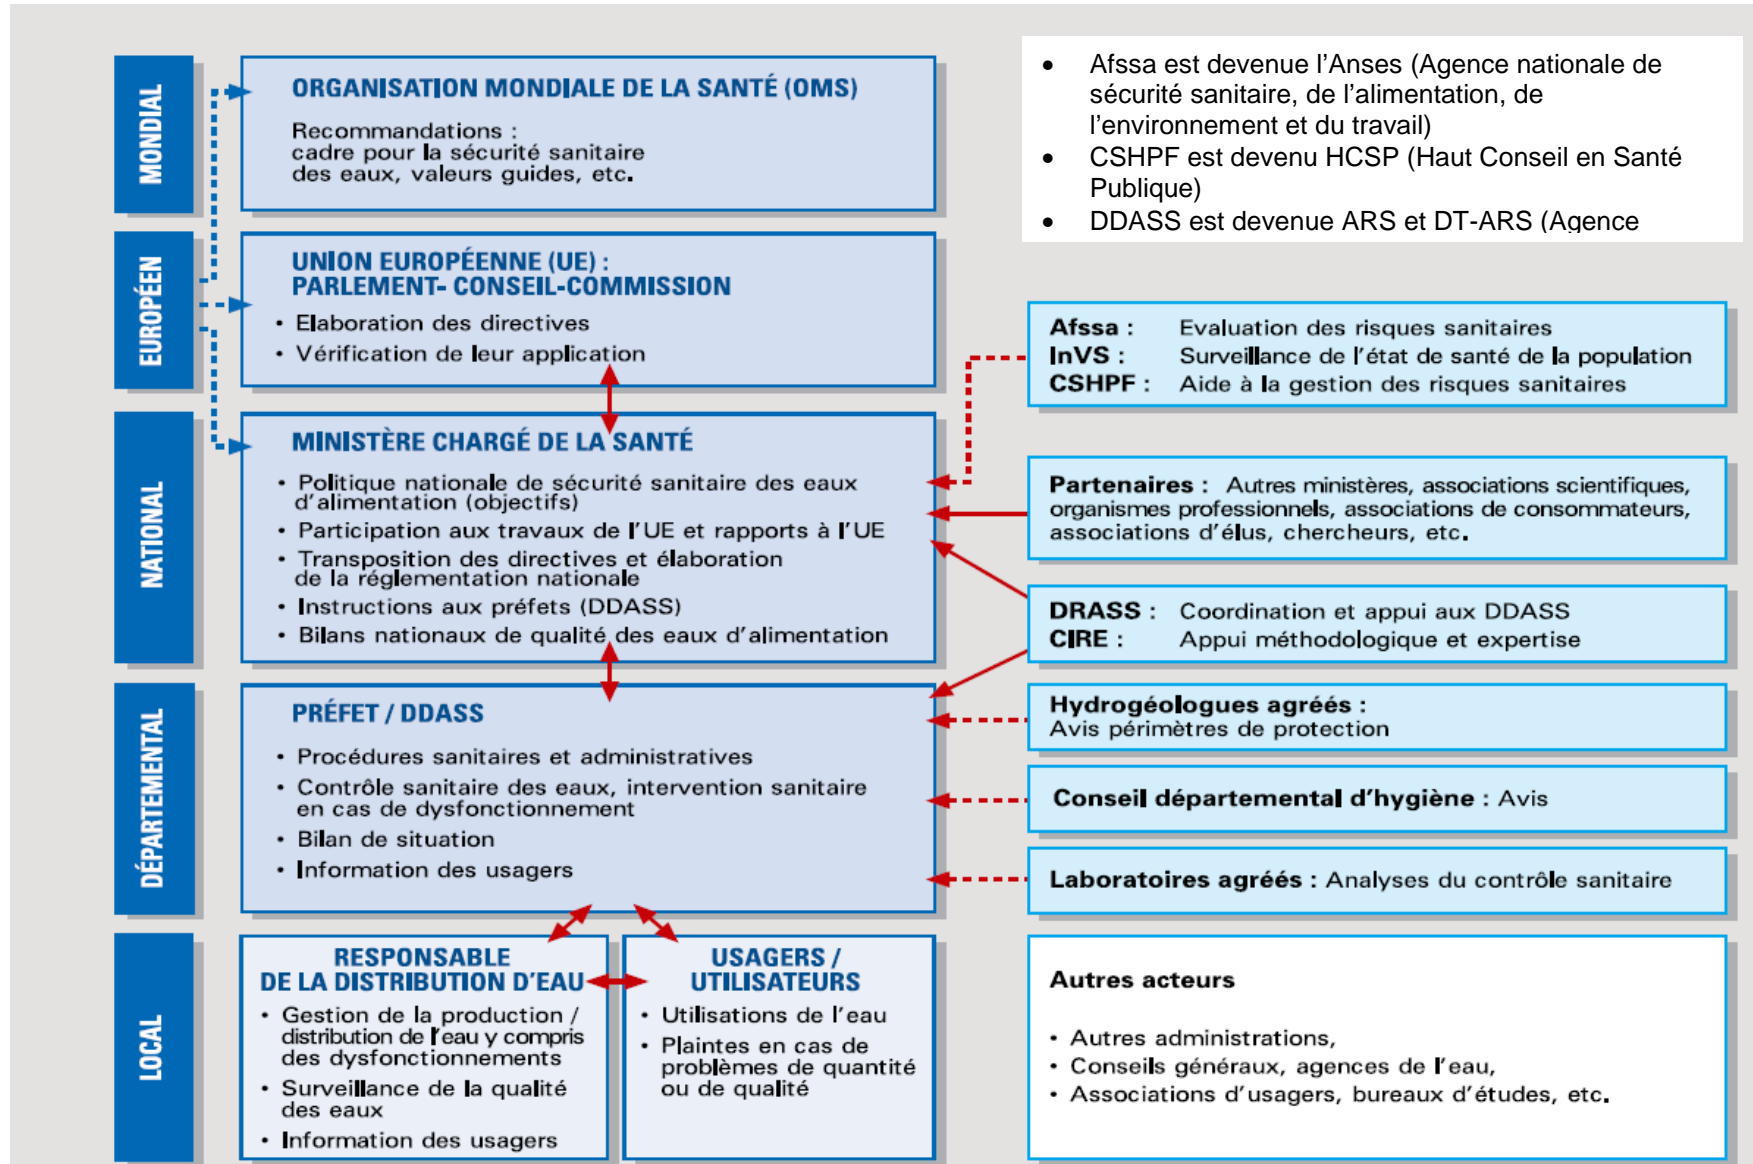 MONDIAL
ORGANISATION MONDIALE DE LA SANTÉ (OMS)
Recommandations :
cadre pour la sécurité sanitaire
des eaux, valeurs guides, etc.
• Afssa est devenue l'Anses (Agence nationale de
sécurité sanitaire, de l'alimentation, de
l'environnement et du travail)
• CSHPF est devenu HCSP (Haut Conseil en Santé
Publique)
• DDASS est devenue ARS et DT-ARS (Agence
EUROPÉEN
UNION EUROPÉENNE (UE) :
PARLEMENT- CONSEIL-COMMISSION
• Elaboration des directives
• Vérification de leur application
Afssa : Evaluation des risques sanitaires
InVS : Surveillance de l'état de santé de la population
CSHPF : Aide à la gestion des risques sanitaires
NATIONAL
MINISTÈRE CHARGÉ DE LA SANTÉ
• Politique nationale de sécurité sanitaire des eaux
d'alimentation (objectifs)
• Participation aux travaux de l'UE et rapports à l'UE
• Transposition des directives et élaboration
de la réglementation nationale
• Instructions aux préfets (DDASS)
• Bilans nationaux de qualité des eaux d'alimentation
Partenaires : Autres ministères, associations scientifiques,
organismes professionnels, associations de consommateurs,
associations d'élus, chercheurs, etc.
DRASS : Coordination et appui aux DDASS
CIRE : Appui méthodologique et expertise
DÉPARTEMENTAL
PRÉFET / DDASS
• Procédures sanitaires et administratives
• Contrôle sanitaire des eaux, intervention sanitaire
en cas de dysfonctionnement
• Bilan de situation
• Information des usagers
Hydrogéologues agréés :
Avis périmètres de protection
Conseil départemental d'hygiène : Avis
Laboratoires agréés : Analyses du contrôle sanitaire
LOCAL
RESPONSABLE
DE LA DISTRIBUTION D'EAU
• Gestion de la production /
distribution de l'eau y compris
des dysfonctionnements
• Surveillance de la qualité
des eaux
• Information des usagers
USAGERS /
UTILISATEURS
• Utilisations de l'eau
• Plaintes en cas de
problèmes de quantité
ou de qualité
Autres acteurs
• Autres administrations,
• Conseils généraux, agences de l'eau,
• Associations d'usagers, bureaux d'études, etc.